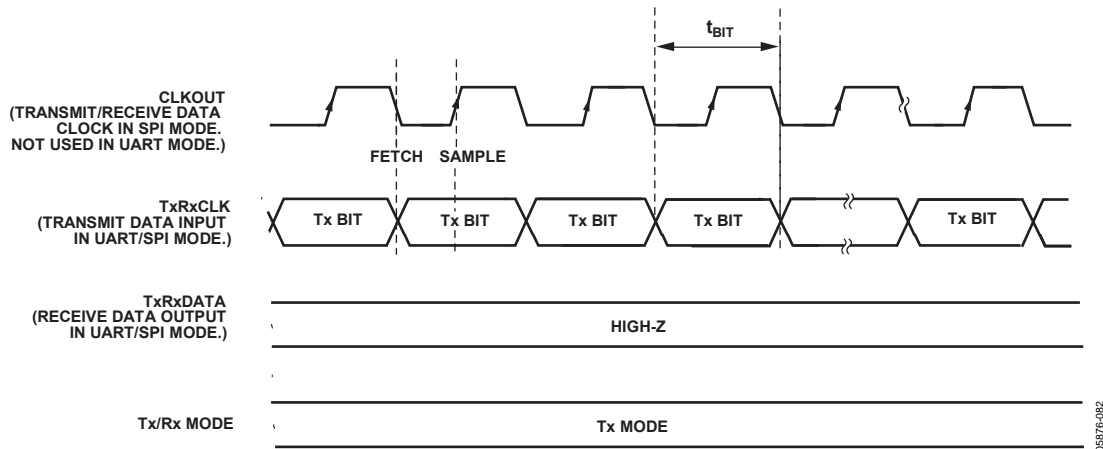 tBIT
CLKOUT
(TRANSMIT/RECEIVE DATA
CLOCK IN SPI MODE.
NOT USED IN UART MODE.)
FETCH SAMPLE
TxRxCLK
(TRANSMIT DATA INPUT
IN UART/SPI MODE.)
Tx BIT Tx BIT Tx BIT Tx BIT Tx BIT
TxRxDATA
(RECEIVE DATA OUTPUT
IN UART/SPI MODE.)
HIGH-Z
Tx/Rx MODE
Tx MODE
05876-082